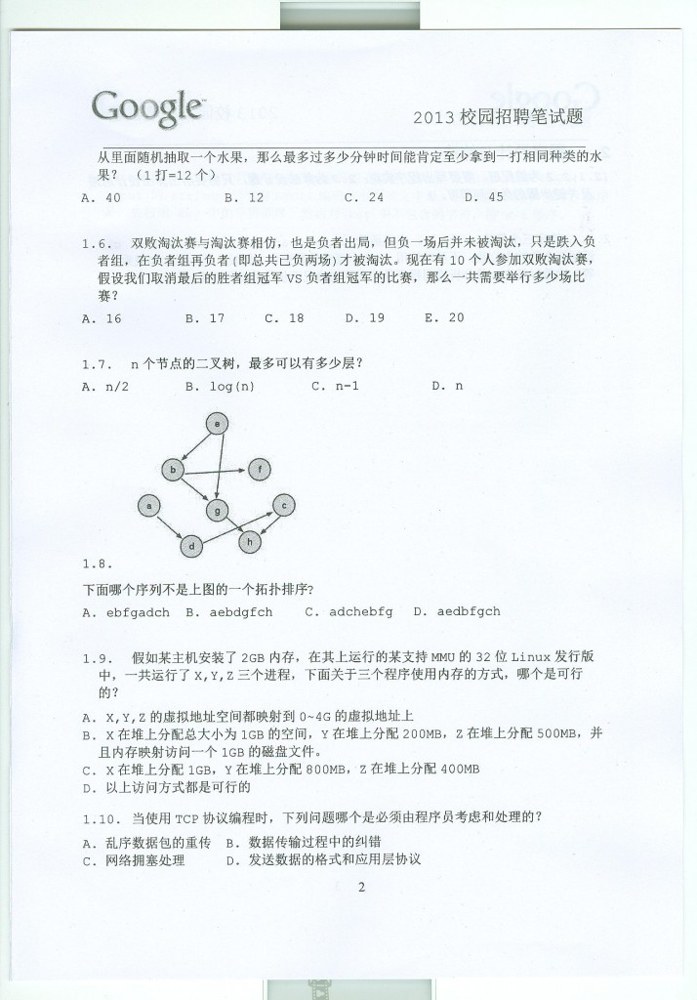 Google
2013 校园招聘笔试题
从里面随机抽取一个水果，那么最多过多少分钟时间能肯定至少拿到一打相同种类的水
果？ （1 打=12 个）
A. 40 B. 12 C. 24 D. 45
1.6. 双败淘汰赛与淘汰赛相仿，也是负者出局，但负一场后并未被淘汰，只是跌入负
者组，在负者组再负者(即总共已负两场)才被淘汰。现在有 10 个人参加双败淘汰赛，
假设我们取消最后的胜者组冠军 VS 负者组冠军的比赛，那么一共需要举行多少场比
赛？
A. 16 B. 17 C. 18 D. 19 E. 20
1.7. n 个节点的二叉树，最多可以有多少层？
A. n/2 B. log(n) C. n-1 D. n
e
b f
a g c
d h
1.8.
下面哪个序列不是上图的一个拓扑排序?
A. ebfgadch B. aebdgfch C. adchebfg D. aedbfgch
1.9. 假如某主机安装了 2GB 内存，在其上运行的某支持 MMU 的 32 位 Linux 发行版
中，一共运行了 X,Y,Z 三个进程，下面关于三个程序使用内存的方式，哪个是可行
的？
A. X,Y,Z 的虚拟地址空间都映射到 0~4G 的虚拟地址上
B. X 在堆上分配总大小为 1GB 的空间，Y 在堆上分配 200MB，Z 在堆上分配 500MB，并
且内存映射访问一个 1GB 的磁盘文件。
C. X 在堆上分配 1GB，Y 在堆上分配 800MB，Z 在堆上分配 400MB
D. 以上访问方式都是可行的
1.10. 当使用 TCP 协议编程时，下列问题哪个是必须由程序员考虑和处理的？
A. 乱序数据包的重传 B. 数据传输过程中的纠错
C. 网络拥塞处理 D. 发送数据的格式和应用层协议
2